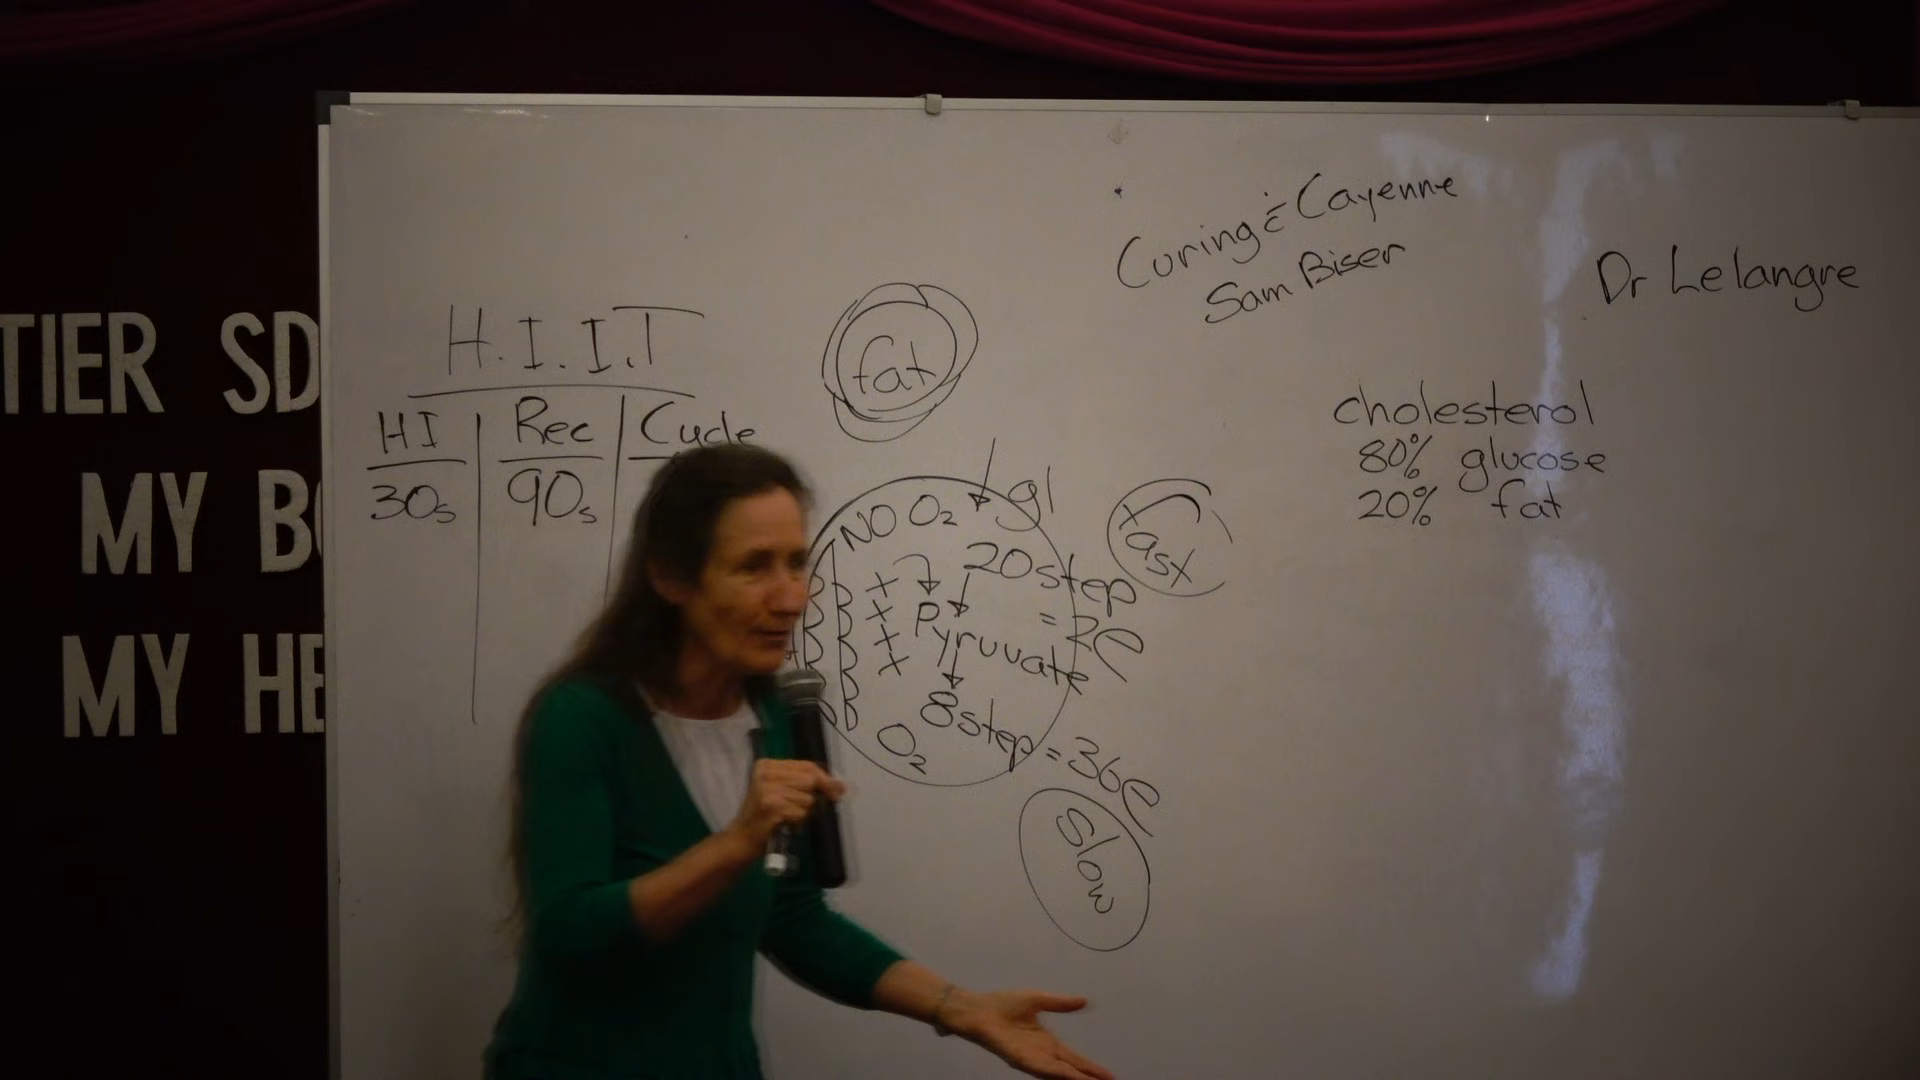 TIER SD
MY B
MY HE
H.I.I.T
HI Rec Cycle
30s 90s
fat
NO O2 gl
20step
= 2e
Pyruvate
8step = 36e
O2
fast
Slow
Curing c̄ Cayenne
Sam Biser
Dr Lelangre
cholesterol
80% glucose
20% fat